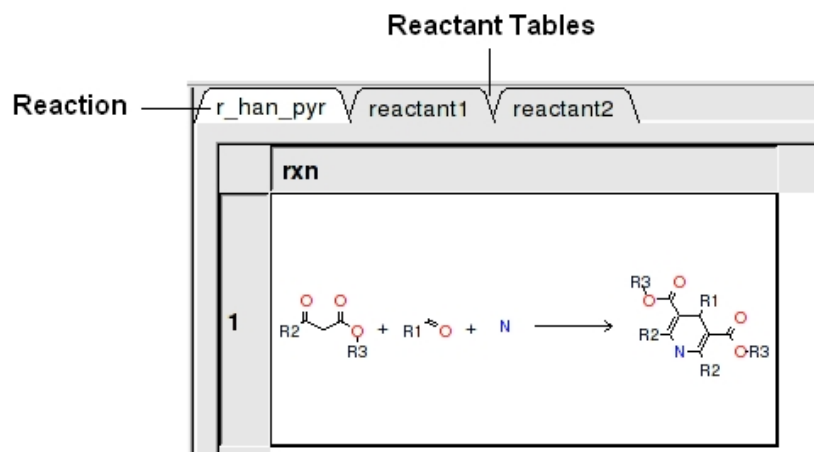 Reactant Tables
Reaction
r_han_pyr reactant1 reactant2
rxn
1
O O
R2 O
R3
+
R1 O
+
N
R3 O
O R1
O
R2 O R3
N
R2